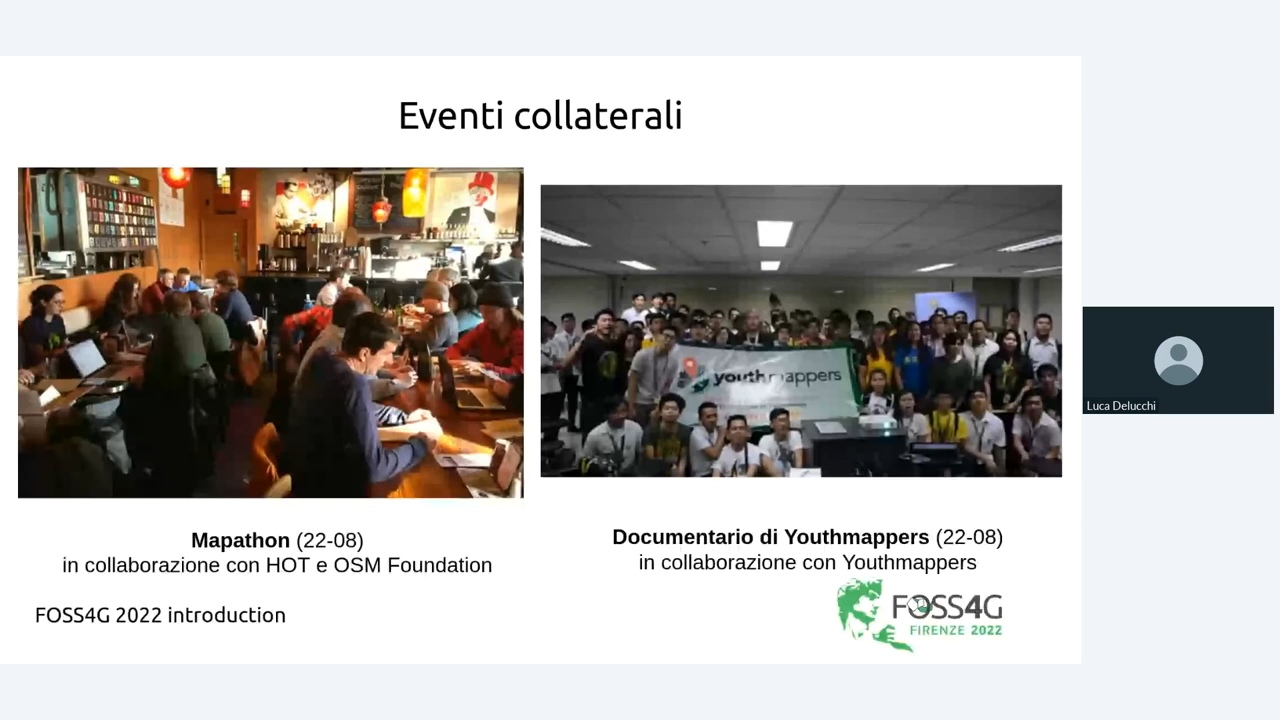 Eventi collaterali
youthmappers
Mapathon (22-08)
in collaborazione con HOT e OSM Foundation
Documentario di Youthmappers (22-08)
in collaborazione con Youthmappers
FOSS4G 2022 introduction
FOSS4G
FIRENZE 2022
Luca Delucchi